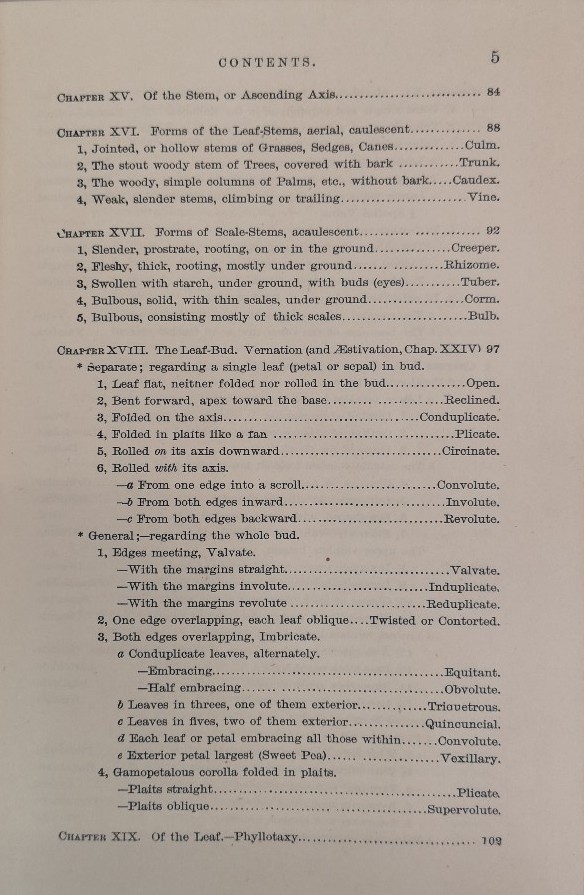 CONTENTS. 5
CHAPTER XV. Of the Stem, or Ascending Axis.............................. 84
CHAPTER XVI. Forms of the Leaf-Stems, aerial, caulescent.............. 88
1, Jointed, or hollow stems of Grasses, Sedges, Canes.............Culm.
2, The stout woody stem of Trees, covered with bark ...........Trunk.
3, The woody, simple columns of Palms, etc., without bark.....Caudex.
4, Weak, slender stems, climbing or trailing........................Vine.
CHAPTER XVII. Forms of Scale-Stems, acaulescent.......... ............. 92
1, Slender, prostrate, rooting, on or in the ground..............Creeper.
2, Fleshy, thick, rooting, mostly under ground....... ..........Rhizome.
3, Swollen with starch, under ground, with buds (eyes)..........Tuber.
4, Bulbous, solid, with thin scales, under ground..................Corm.
5, Bulbous, consisting mostly of thick scales.......................Bulb.
CHAPTER XVIII. The Leaf-Bud. Vernation (and Æstivation, Chap. XXIV) 97
* Separate; regarding a single leaf (petal or sepal) in bud.
1, Leaf flat, neitner folded nor rolled in the bud...............Open.
2, Bent forward, apex toward the base......... ..............Reclined.
3, Folded on the axis.....................................Conduplicate.
4, Folded in plaits like a fan ..................................Plicate.
5, Rolled on its axis downward..............................Circinate.
6, Rolled with its axis.
—a From one edge into a scroll.........................Convolute.
—b From both edges inward..............................Involute.
—c From both edges backward...........................Revolute.
* General;—regarding the whole bud.
1, Edges meeting, Valvate.
—With the margins straight...............................Valvate.
—With the margins involute..........................Induplicate.
—With the margins revolute .........................Reduplicate.
2, One edge overlapping, each leaf oblique....Twisted or Contorted.
3, Both edges overlapping, Imbricate.
a Conduplicate leaves, alternately.
—Embracing...........................................Equitant.
—Half embracing....... .............................Obvolute.
b Leaves in threes, one of them exterior.............Triquetrous.
c Leaves in fives, two of them exterior..............Quincuncial.
d Each leaf or petal embracing all those within.......Convolute.
e Exterior petal largest (Sweet Pea)...... ...............Vexillary.
4, Gamopetalous corolla folded in plaits.
—Plaits straight..............................................Plicate.
—Plaits oblique.........................................Supervolute.
CHAPTER XIX. Of the Leaf.—Phyllotaxy.................................... 102